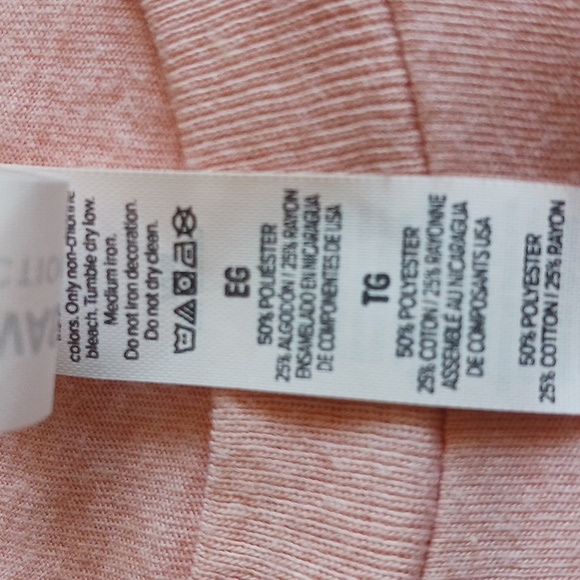 colors. Only non-chlorine
bleach. Tumble dry low.
Medium iron.
Do not iron decoration.
Do not dry clean.
EG
50% POLIÉSTER
25% ALGODÓN / 25% RAYON
ENSAMBLADO EN NICARAGUA
DE COMPONENTES DE USA
TG
50% POLYESTER
25% COTON / 25% RAYONNE
ASSEMBLÉ AU NICARAGUA
DE COMPOSANTS USA
50% POLYESTER
25% COTTON / 25% RAYON